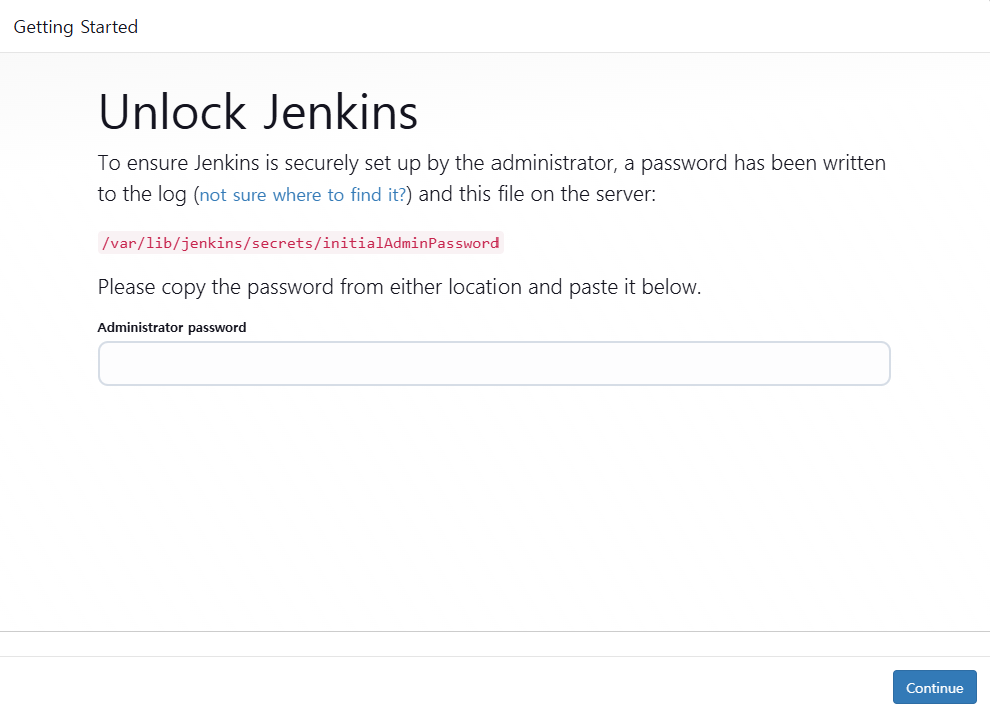 Getting Started
Unlock Jenkins
To ensure Jenkins is securely set up by the administrator, a password has been written
to the log (not sure where to find it?) and this file on the server:
/var/lib/jenkins/secrets/initialAdminPassword
Please copy the password from either location and paste it below.
Administrator password
Continue